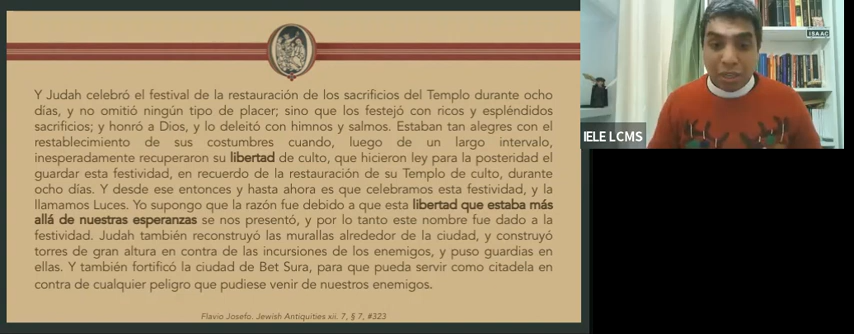 Y Judah celebró el festival de la restauración de los sacrificios del Templo durante ocho
días, y no omitió ningún tipo de placer; sino que los festejó con ricos y espléndidos
sacrificios; y honró a Dios, y lo deleitó con himnos y salmos. Estaban tan alegres con el
restablecimiento de sus costumbres cuando, luego de un largo intervalo,
inesperadamente recuperaron su libertad de culto, que hicieron ley para la posteridad el
guardar esta festividad, en recuerdo de la restauración de su Templo de culto, durante
ocho días. Y desde ese entonces y hasta ahora es que celebramos esta festividad, y la
llamamos Luces. Yo supongo que la razón fue debido a que esta libertad que estaba más
allá de nuestras esperanzas se nos presentó, y por lo tanto este nombre fue dado a la
festividad. Judah también reconstruyó las murallas alrededor de la ciudad, y construyó
torres de gran altura en contra de las incursiones de los enemigos, y puso guardias en
ellas. Y también fortificó la ciudad de Bet Sura, para que pueda servir como citadela en
contra de cualquier peligro que pudiese venir de nuestros enemigos.
Flavio Josefo. Jewish Antiquities xii. 7, § 7, #323
ISAAC
IELE LCMS